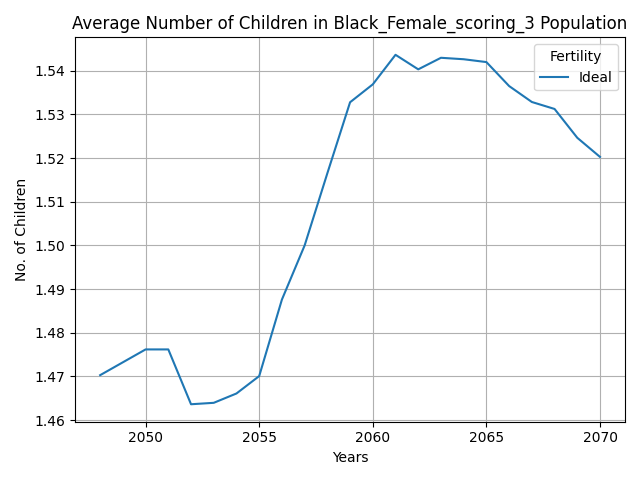 Average Number of Children in Black_Female_scoring_3 Population
Fertility
Ideal
No. of Children
1.54
1.53
1.52
1.51
1.50
1.49
1.48
1.47
1.46
2050 2055 2060 2065 2070
Years